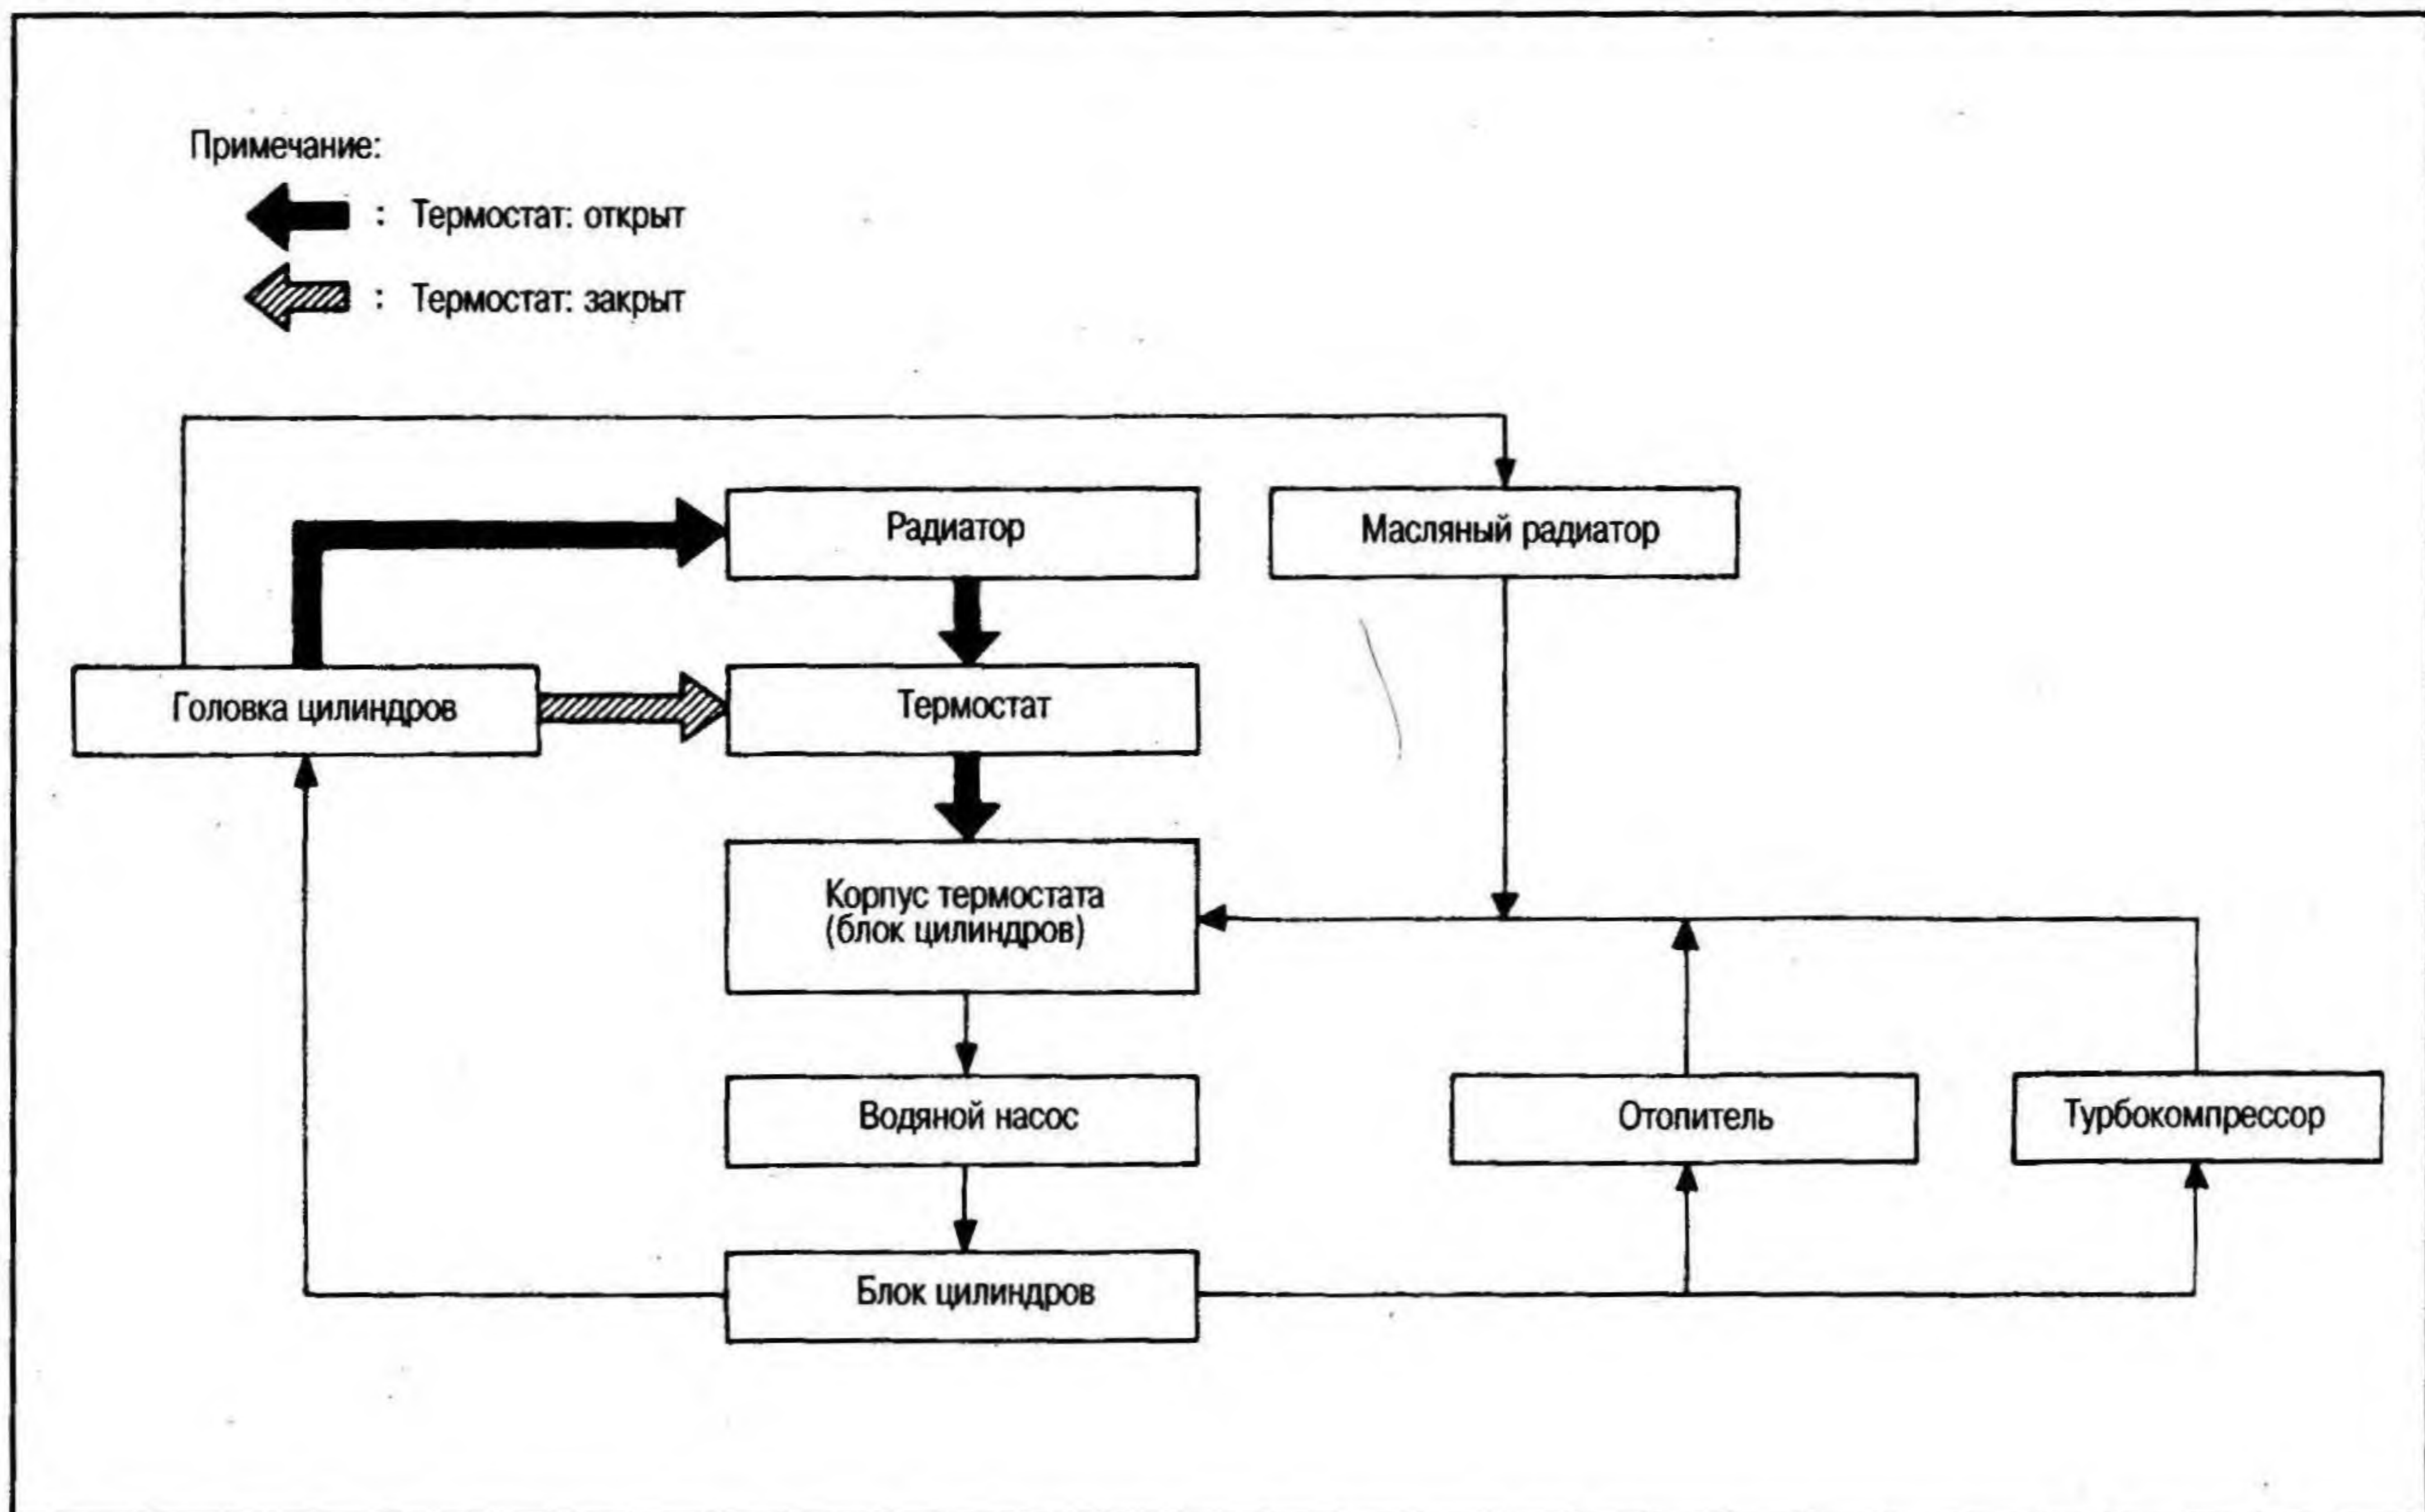 Примечание:
: Термостат: открыт
: Термостат: закрыт
Радиатор
Масляный радиатор
Головка цилиндров
Термостат
Корпус термостата
(блок цилиндров)
Водяной насос
Отопитель
Турбокомпрессор
Блок цилиндров